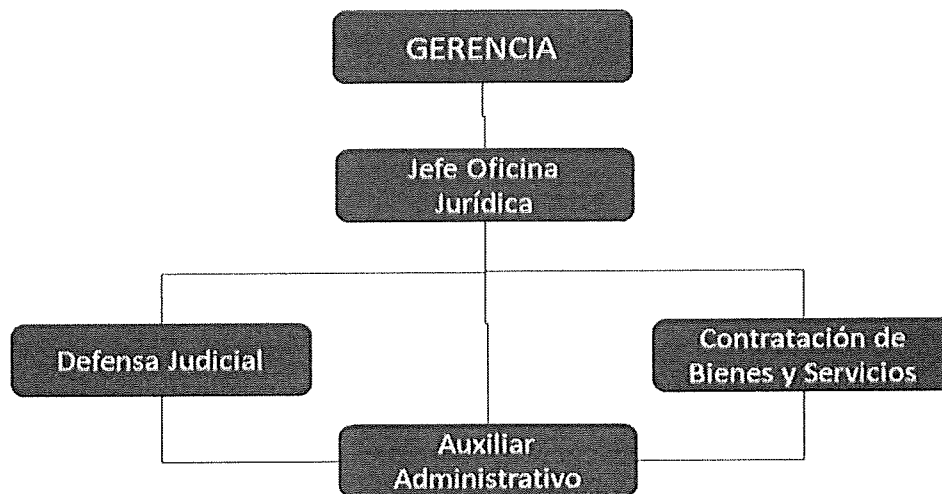 GERENCIA
Jefe Oficina
Jurídica
Defensa Judicial
Contratación de
Bienes y Servicios
Auxiliar
Administrativo